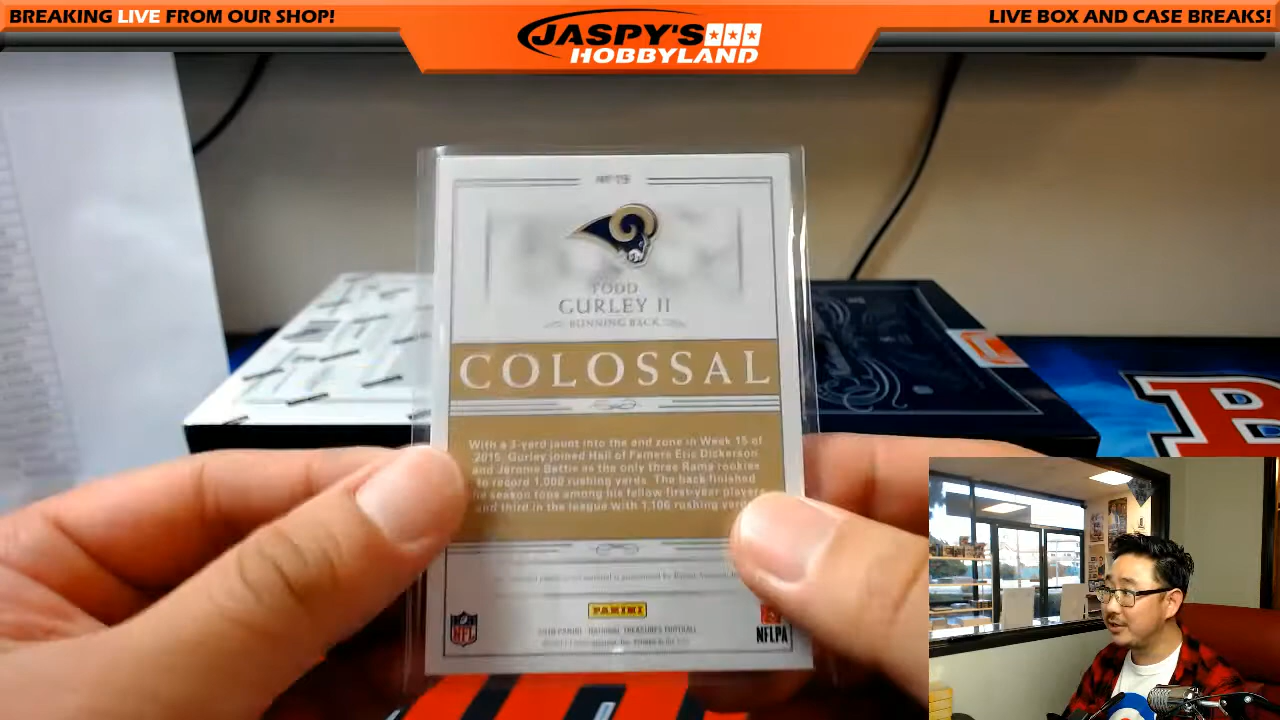 BREAKING LIVE FROM OUR SHOP!
JASPY'S
HOBBYLAND
LIVE BOX AND CASE BREAKS!
TODD
GURLEY II
RUNNING BACK
COLOSSAL
With a 3-yard jaunt into the end zone in Week 15 of
2015, Gurley joined Hall of Famers Eric Dickerson
and Jerome Bettis as the only three Rams rookies
to record 1,000 rushing yards. The back finished
the season tops among his fellow first-year players
and third in the league with 1,106 rushing yards.
PANINI
NATIONAL TREASURES FOOTBALL
NFL
NFLPA